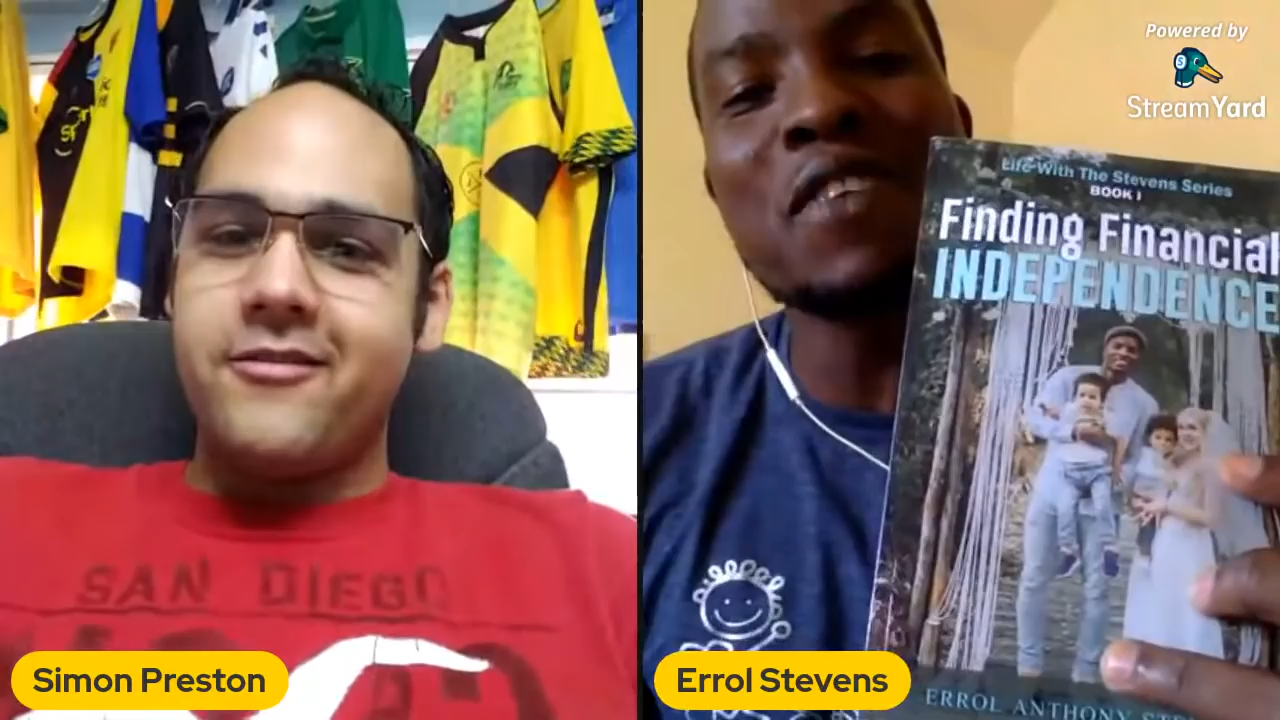 Powered by
StreamYard
Life With The Stevens Series
BOOK I
Finding Financial
INDEPENDENCE
SAN DIEGO
Simon Preston
Errol Stevens
ERROL ANTHONY